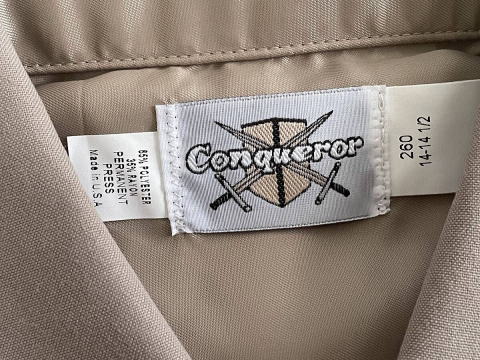 65% POLYESTER
35% RAYON
PERMANENT
PRESS
Made in U.S.A
Conqueror
260
14-14 1/2